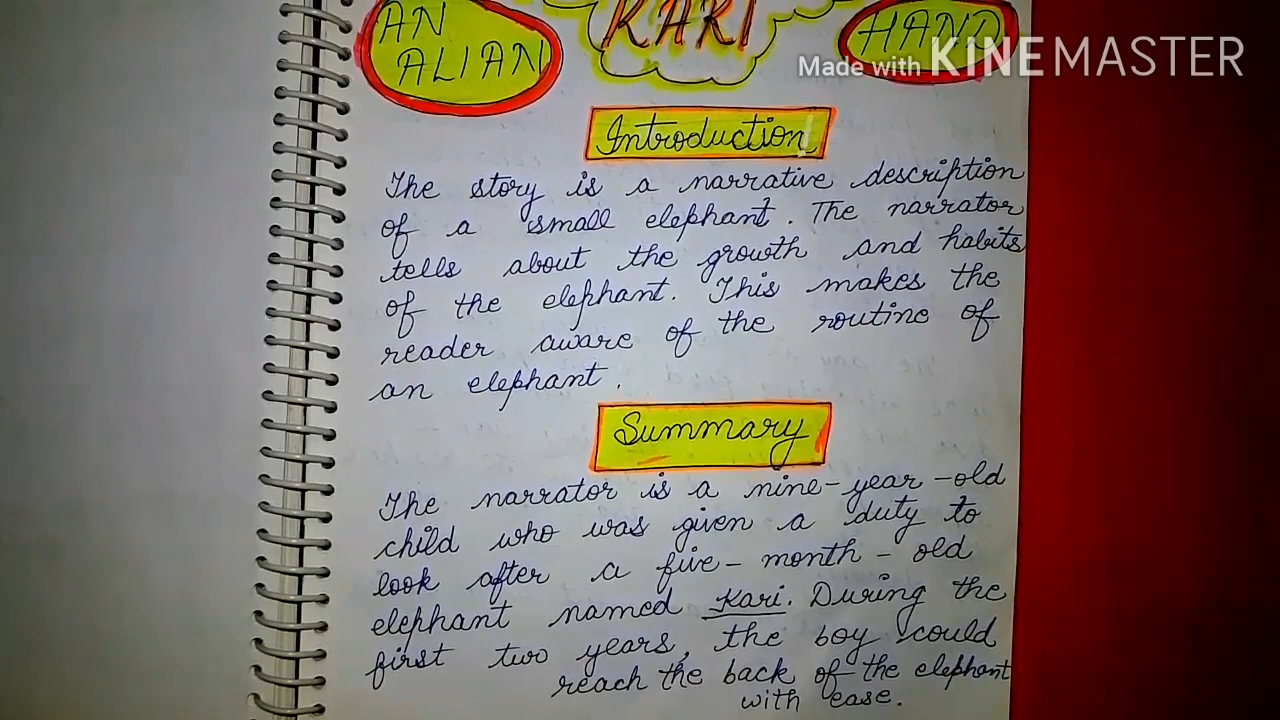 AN
ALIAN
KARI
HAND
Made with KINEMASTER
Introduction
The story is a narrative description
of a small elephant. The narrator
tells about the growth and habits
of the elephant. This makes the
reader aware of the routine of
an elephant.
Summary
The narrator is a nine-year-old
child who was given a duty to
look after a five-month-old
elephant named Kari. During the
first two years, the boy could
reach the back of the elephant
with ease.